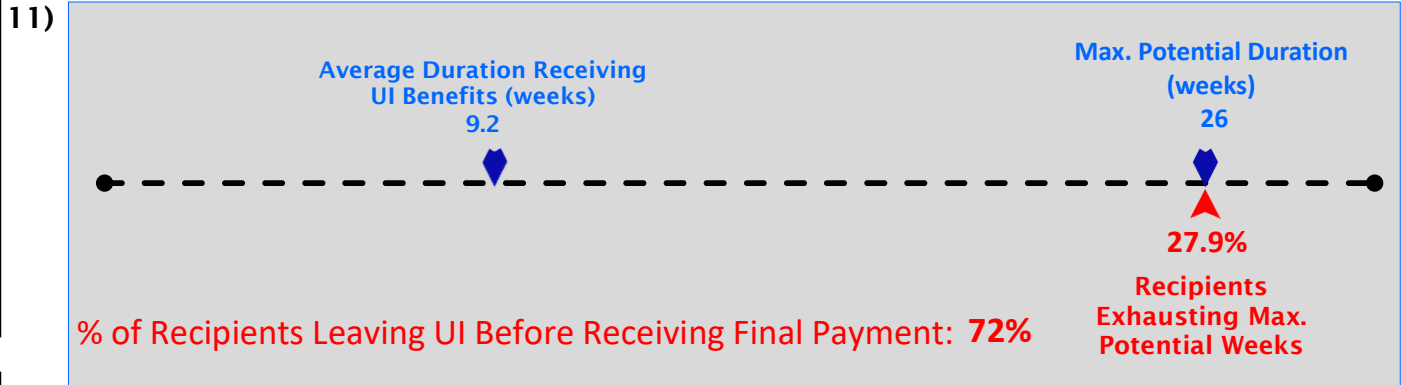 11)
Average Duration Receiving
UI Benefits (weeks)
9.2
Max. Potential Duration
(weeks)
26
27.9%
Recipients
Exhausting Max.
Potential Weeks
% of Recipients Leaving UI Before Receiving Final Payment: 72%